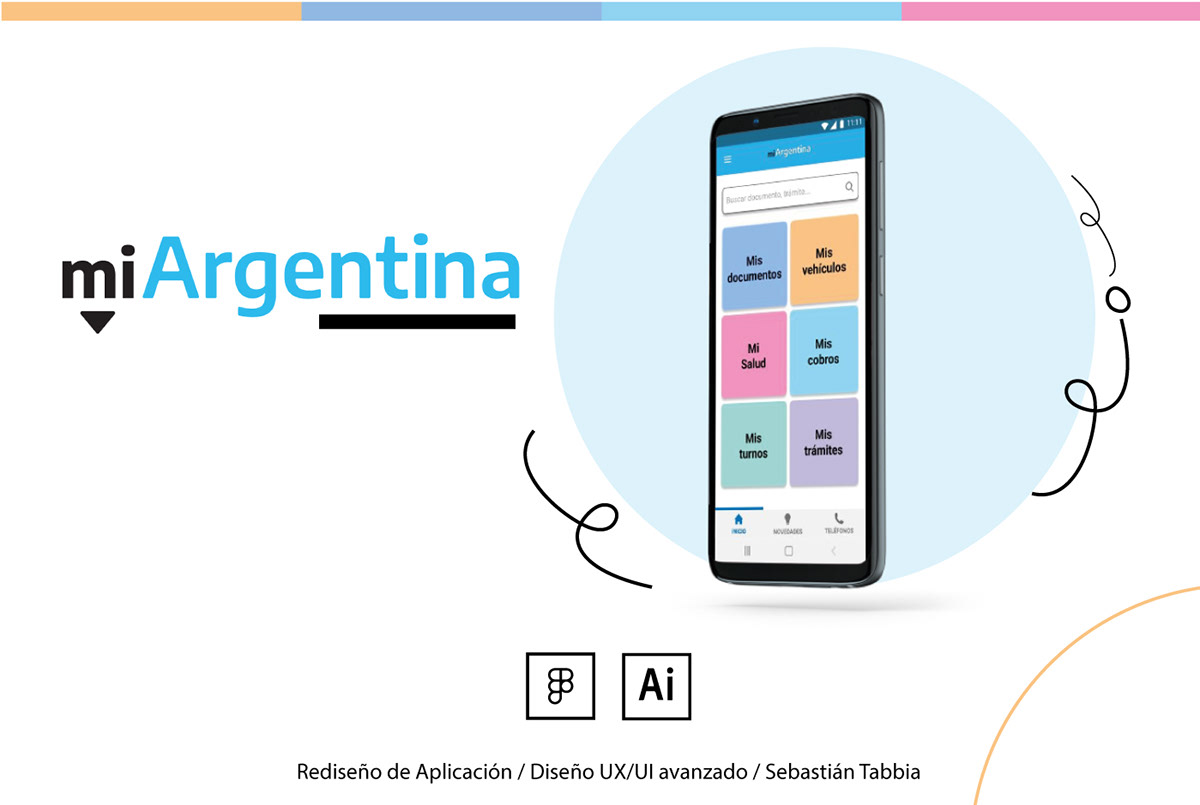 miArgentina
11:11
miArgentina
Buscar documento, trámite...
Mis
documentos
Mis
vehículos
Mi
Salud
Mis
cobros
Mis
turnos
Mis
trámites
INICIO
NOVEDADES
TELÉFONOS
Ai
Rediseño de Aplicación / Diseño UX/UI avanzado / Sebastián Tabbia